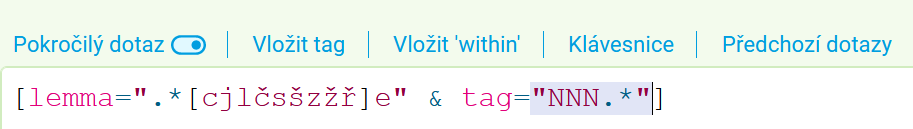 Pokročilý dotaz Vložit tag Vložit 'within' Klávesnice Předchozí dotazy
[lemma=".*[cjlčsšzžř]e" & tag="NNN.*"]